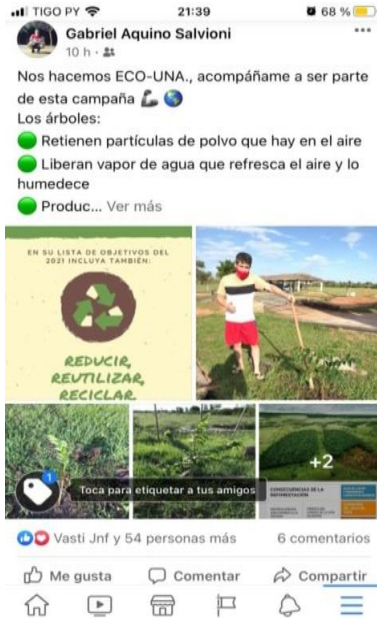 TIGO PY 21:39 68 %
Gabriel Aquino Salvioni
10 h
Nos hacemos ECO-UNA., acompáñame a ser parte
de esta campaña
Los árboles:
Retienen partículas de polvo que hay en el aire
Liberan vapor de agua que refresca el aire y lo
humedece
Produc... Ver más
EN SU LISTA DE OBJETIVOS DEL
2021 INCLUYA TAMBIÉN:
REDUCIR,
REUTILIZAR,
RECICLAR.
+2
1
Toca para etiquetar a tus amigos
CONSECUENCIAS DE LA
Vasti Jnf y 54 personas más 6 comentarios
Me gusta Comentar Compartir